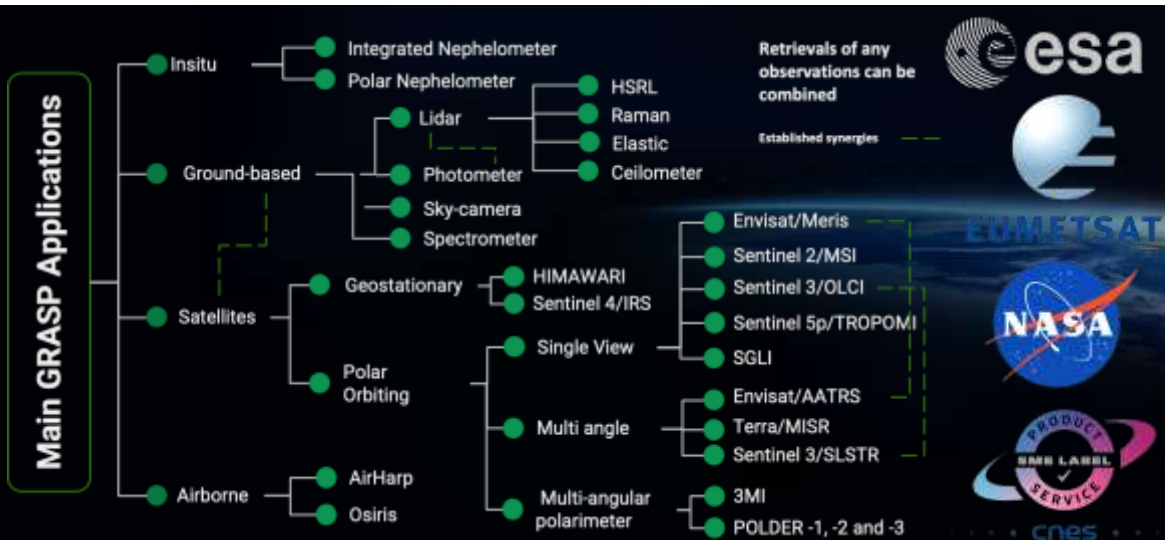 Main GRASP Applications
Insitu
Integrated Nephelometer
Polar Nephelometer
Ground-based
Lidar
HSRL
Raman
Elastic
Ceilometer
Photometer
Sky-camera
Spectrometer
Satellites
Geostationary
HIMAWARI
Sentinel 4/IRS
Polar
Orbiting
Single View
Envisat/Meris
Sentinel 2/MSI
Sentinel 3/OLCI
Sentinel 5p/TROPOMI
SGLI
Multi angle
Envisat/AATRS
Terra/MISR
Sentinel 3/SLSTR
Multi-angular
polarimeter
3MI
POLDER -1, -2 and -3
Airborne
AirHarp
Osiris
Retrievals of any
observations can be
combined
Established synergies
esa
EUMETSAT
NASA
PRODUCT
SME LABEL
SERVICE
cnes